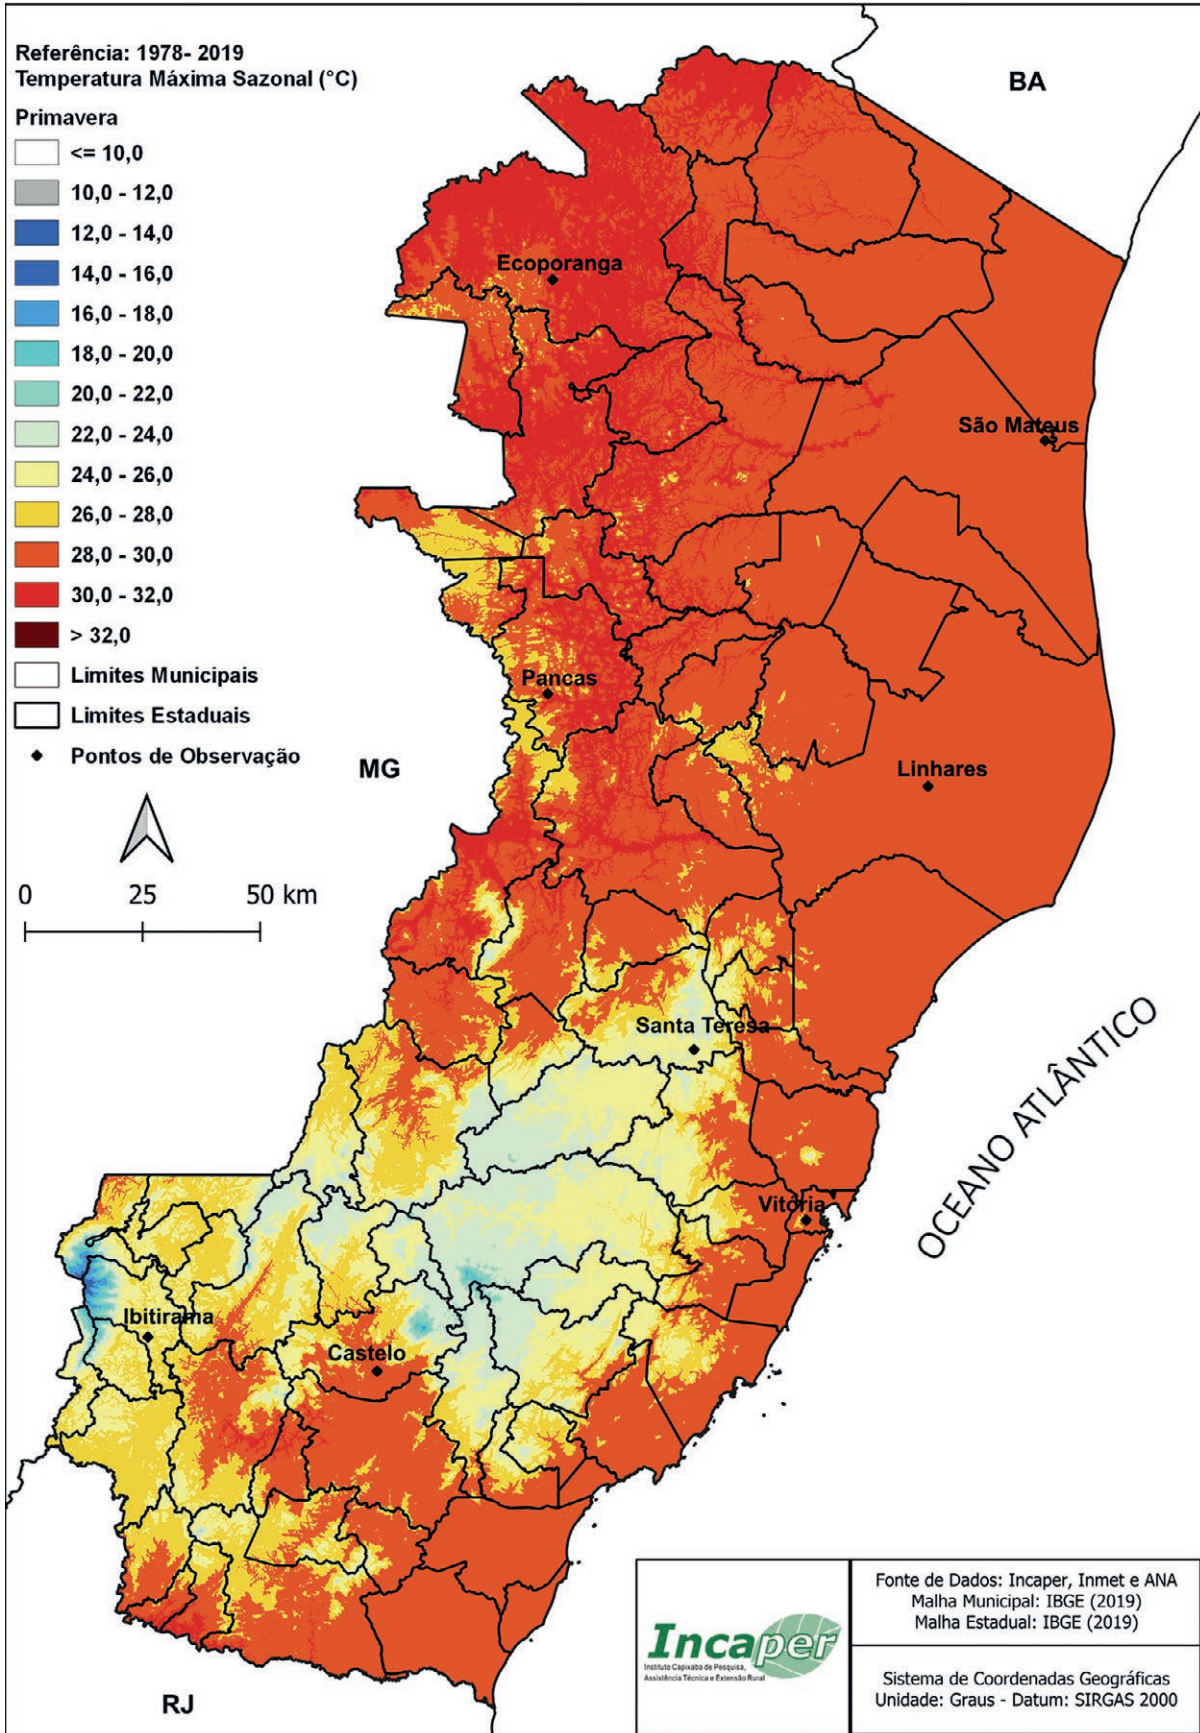 Referência: 1978- 2019
Temperatura Máxima Sazonal (°C)
Primavera
<= 10,0
10,0 - 12,0
12,0 - 14,0
14,0 - 16,0
16,0 - 18,0
18,0 - 20,0
20,0 - 22,0
22,0 - 24,0
24,0 - 26,0
26,0 - 28,0
28,0 - 30,0
30,0 - 32,0
> 32,0
Limites Municipais
Limites Estaduais
Pontos de Observação
0 25 50 km
BA
Ecoporanga
São Mateus
Pancas
MG
Linhares
Santa Teresa
OCEANO ATLÂNTICO
Vitória
Ibitirama
Castelo
RJ
Incaper
Instituto Capixaba de Pesquisa,
Assistência Técnica e Extensão Rural
Fonte de Dados: Incaper, Inmet e ANA
Malha Municipal: IBGE (2019)
Malha Estadual: IBGE (2019)
Sistema de Coordenadas Geográficas
Unidade: Graus - Datum: SIRGAS 2000